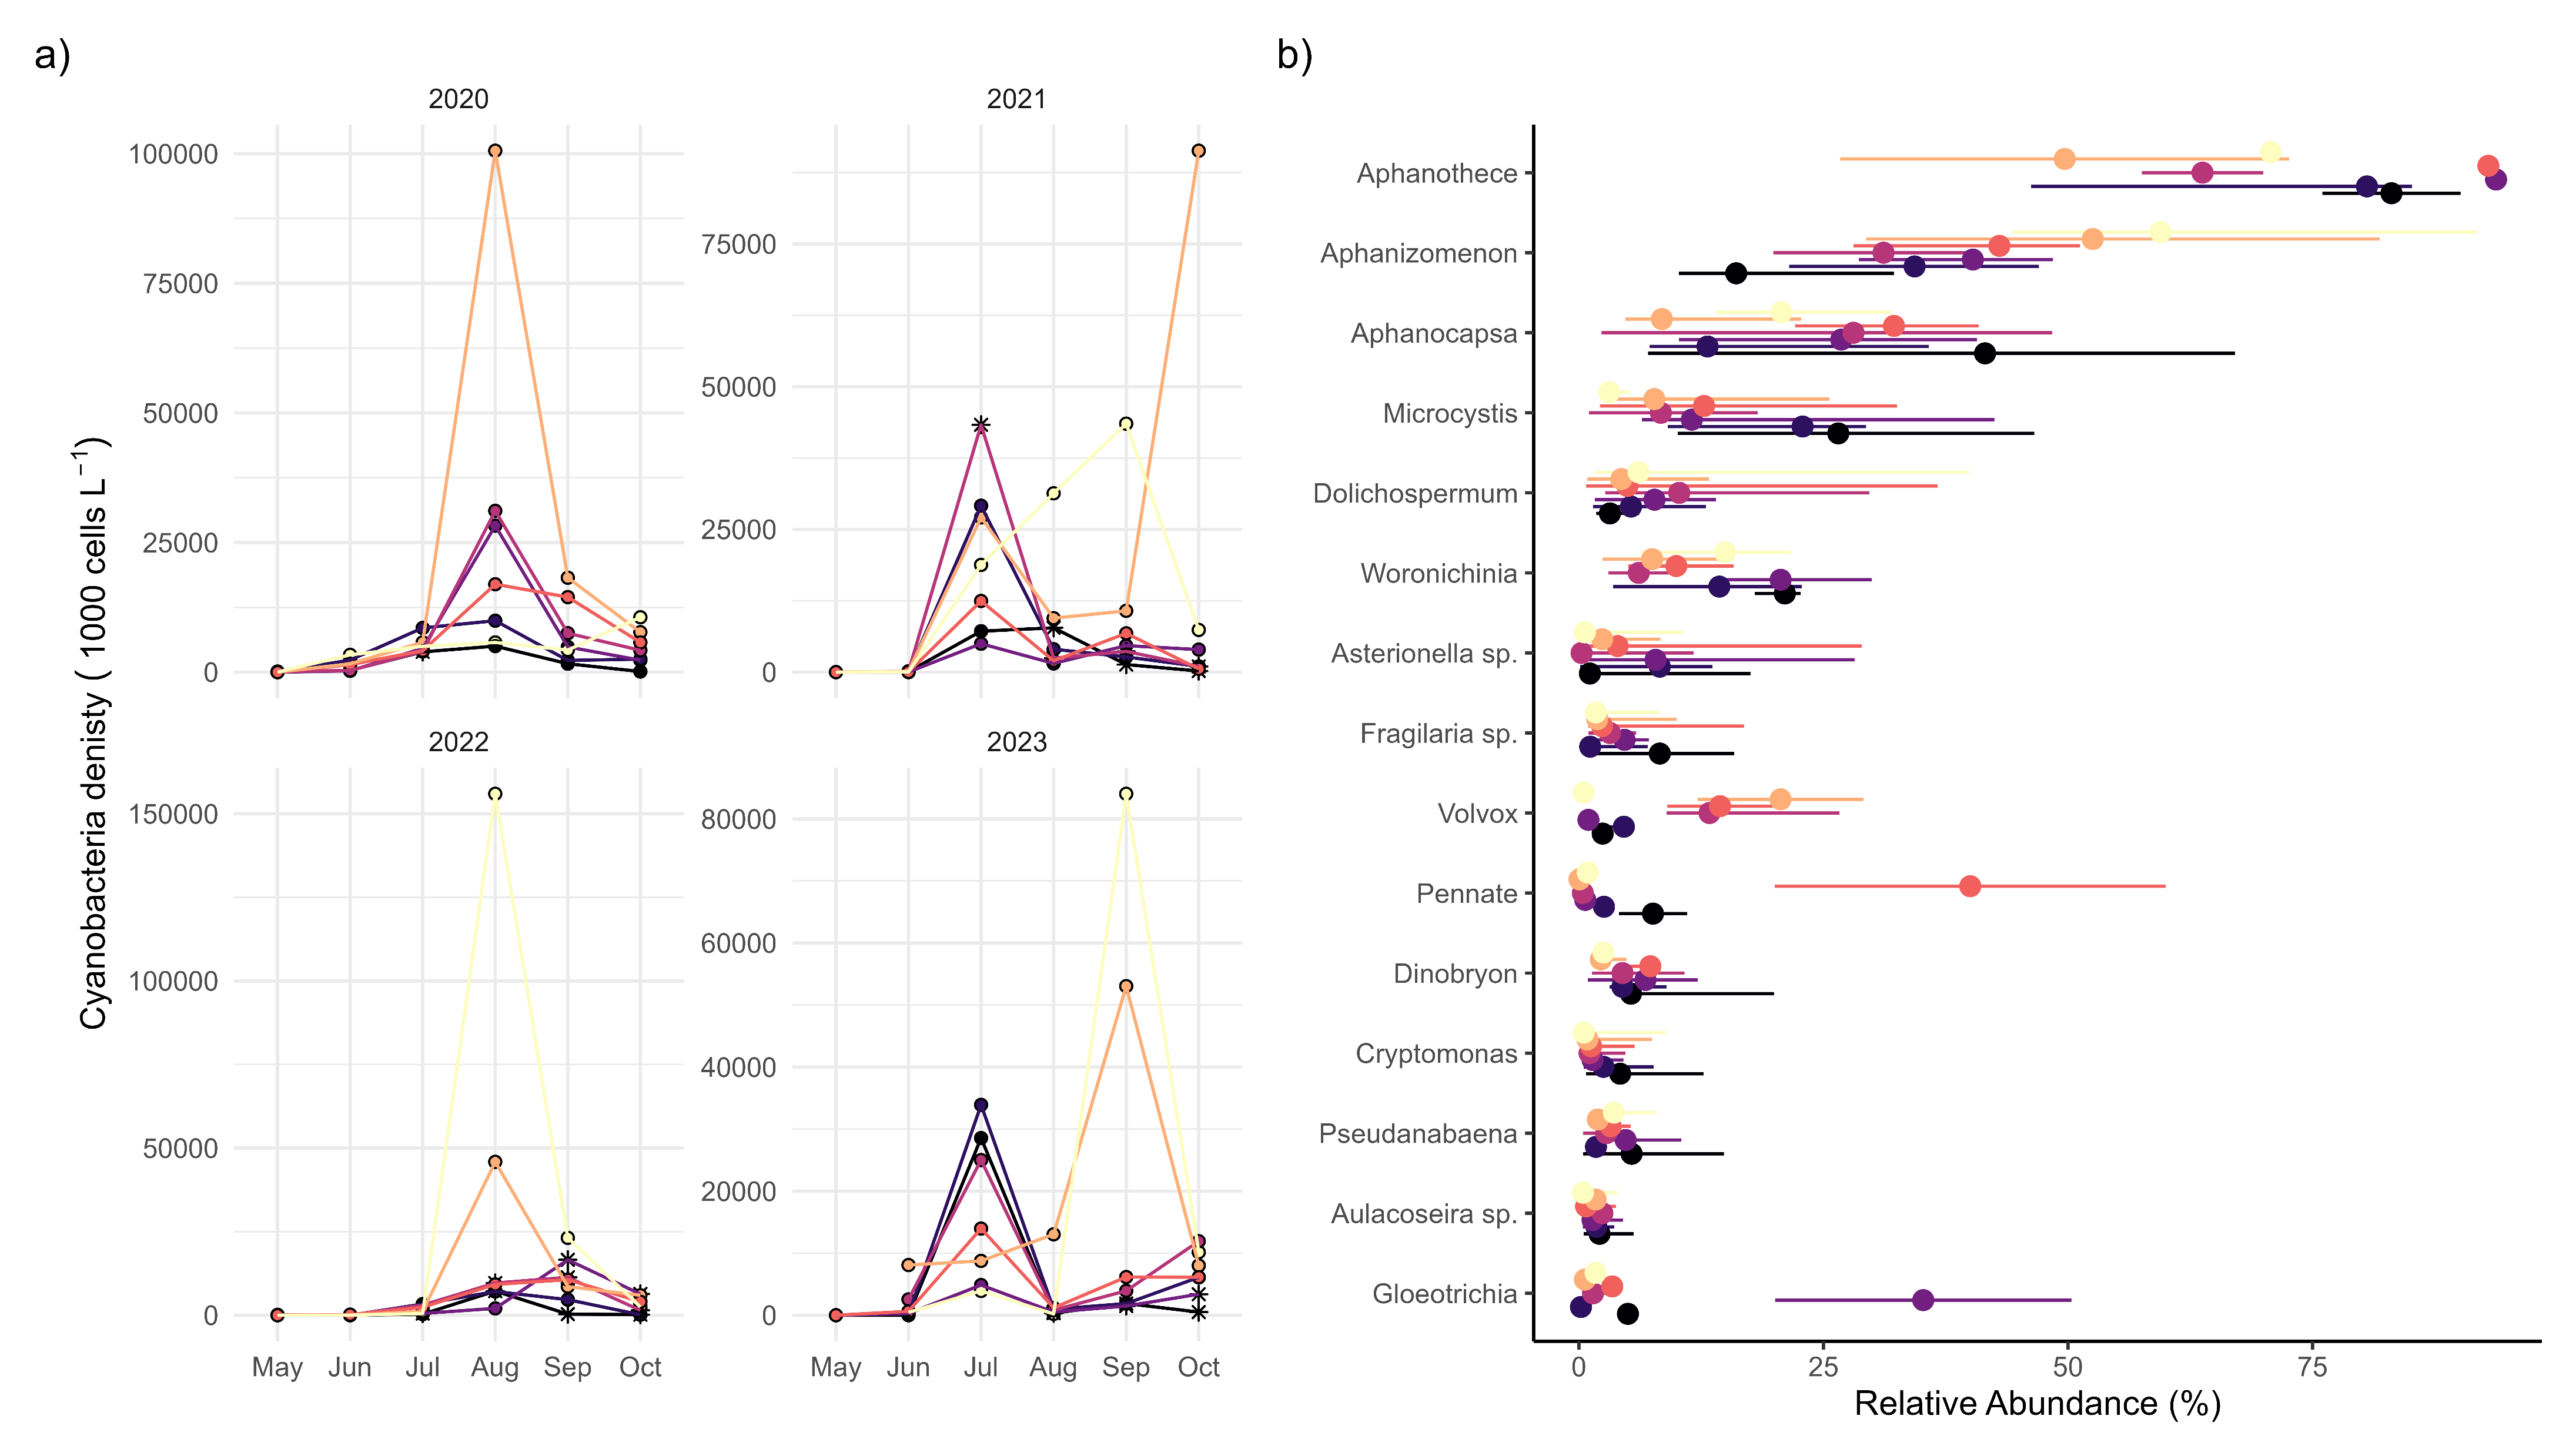 a)
2020
2021
100000
75000
50000
25000
0
75000
50000
25000
0
Cyanobacteria denisty ( 1000 cells L⁻¹)
2022
2023
150000
100000
50000
0
80000
60000
40000
20000
0
May Jun Jul Aug Sep Oct
May Jun Jul Aug Sep Oct
b)
Aphanothece
Aphanizomenon
Aphanocapsa
Microcystis
Dolichospermum
Woronichinia
Asterionella sp.
Fragilaria sp.
Volvox
Pennate
Dinobryon
Cryptomonas
Pseudanabaena
Aulacoseira sp.
Gloeotrichia
0 25 50 75
Relative Abundance (%)